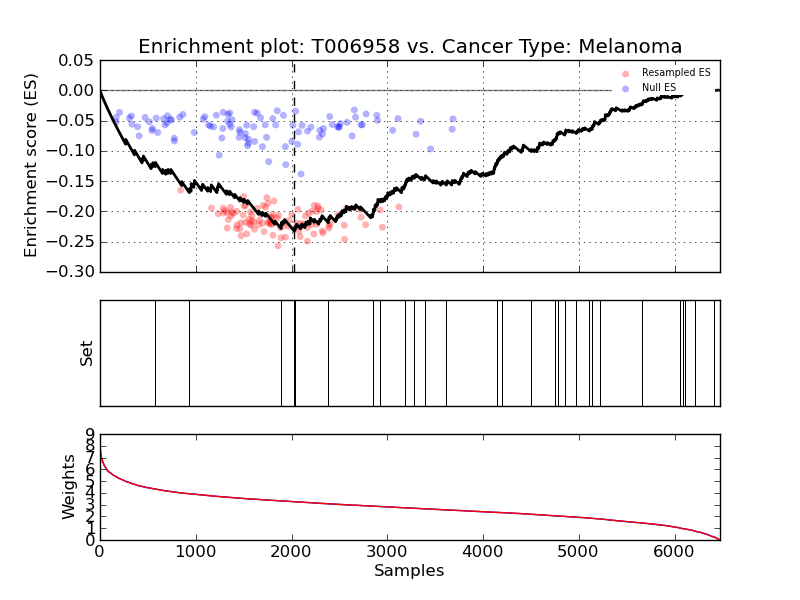 Enrichment plot: T006958 vs. Cancer Type: Melanoma
Enrichment score (ES)
0.05
0.00
−0.05
−0.10
−0.15
−0.20
−0.25
−0.30
Resampled ES
Null ES
Set
Weights
9
8
7
6
5
4
3
2
1
0
0 1000 2000 3000 4000 5000 6000
Samples